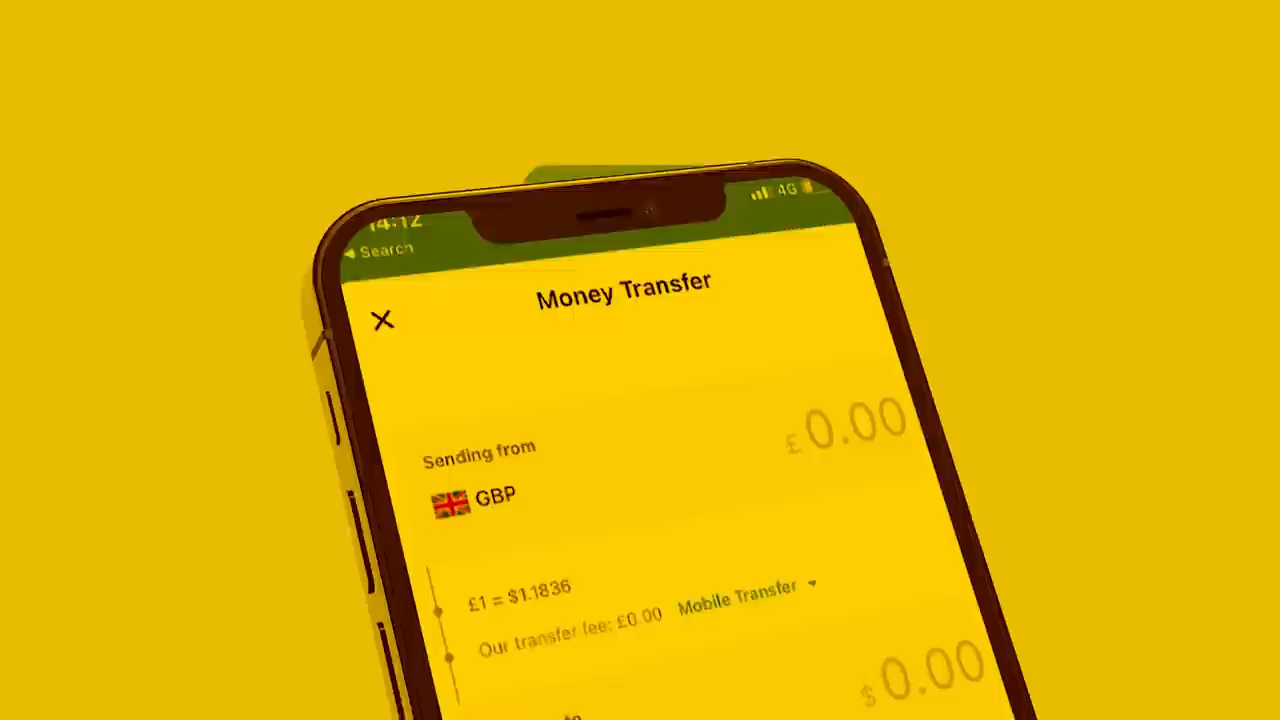 14:12
4G
◀ Search
Money Transfer
Sending from
£0.00
GBP
£1 = $1.1836
Our transfer fee: £0.00 Mobile Transfer
$0.00